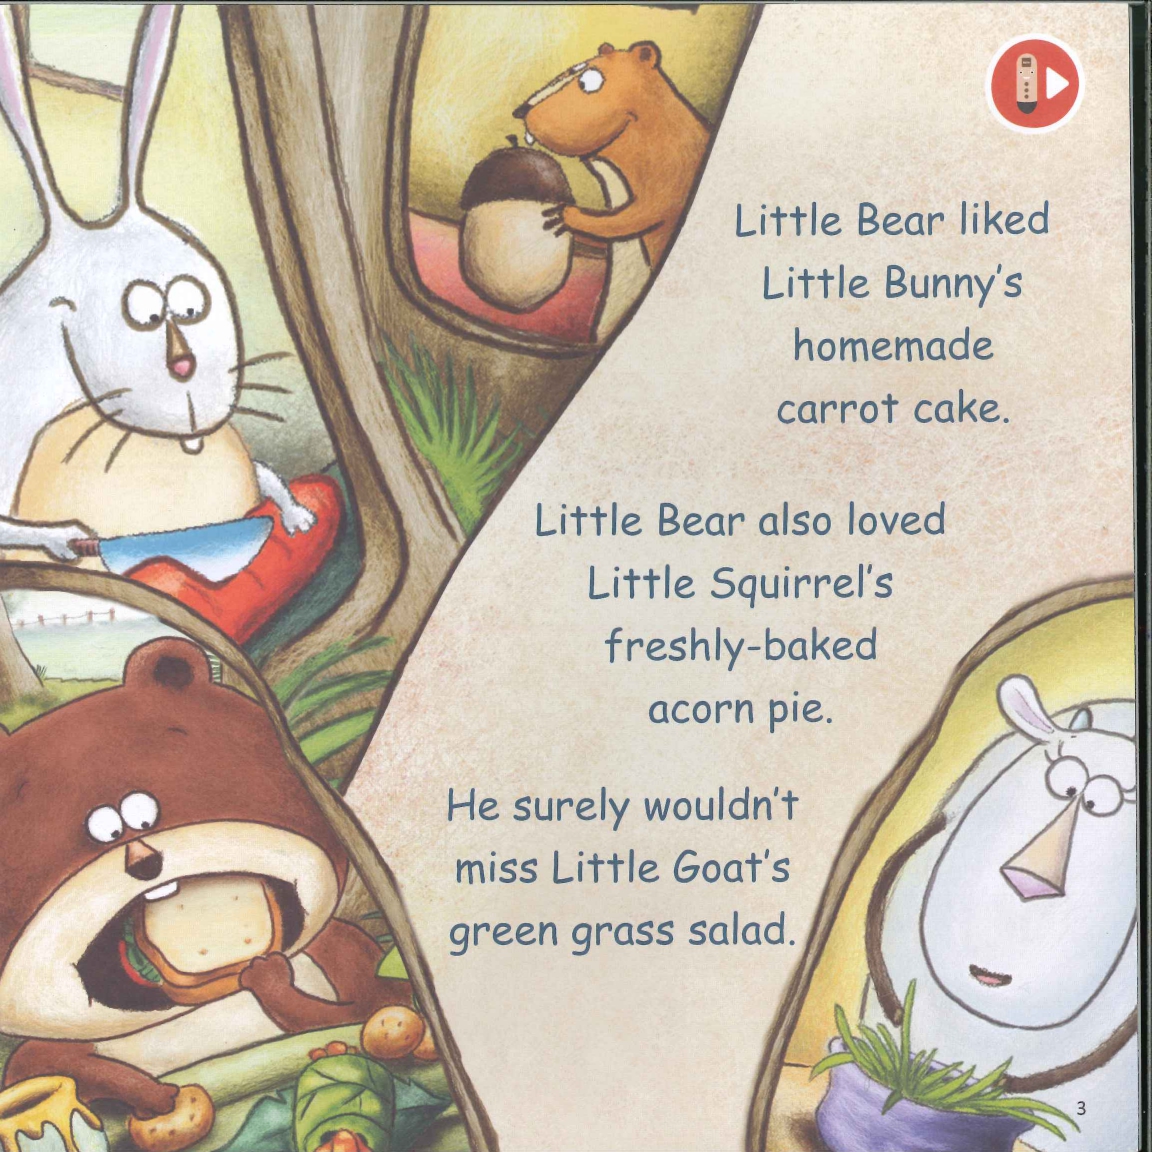 Little Bear liked
Little Bunny's
homemade
carrot cake.
Little Bear also loved
Little Squirrel's
freshly-baked
acorn pie.
He surely wouldn't
miss Little Goat's
green grass salad.
3